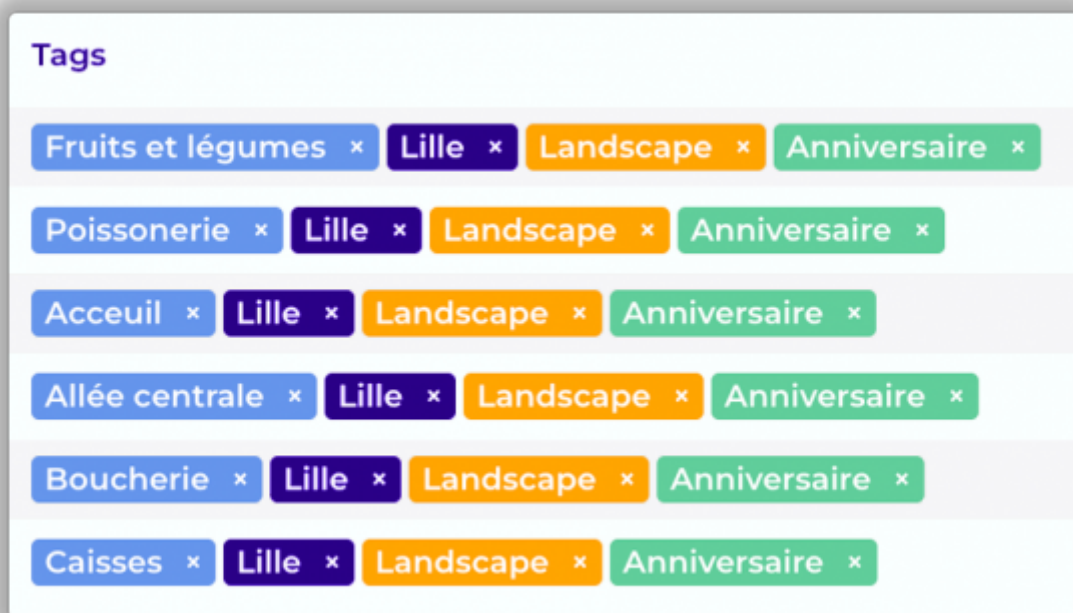 Tags
Fruits et légumes × Lille × Landscape × Anniversaire ×
Poissonerie × Lille × Landscape × Anniversaire ×
Acceuil × Lille × Landscape × Anniversaire ×
Allée centrale × Lille × Landscape × Anniversaire ×
Boucherie × Lille × Landscape × Anniversaire ×
Caisses × Lille × Landscape × Anniversaire ×